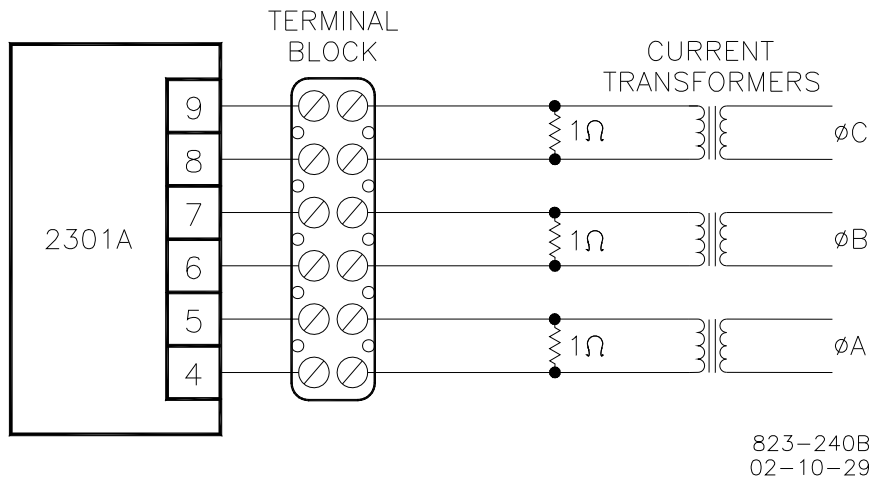 TERMINAL
BLOCK
CURRENT
TRANSFORMERS
9
1Ω
øC
8
7
2301A
1Ω
øB
6
5
1Ω
øA
4
823-240B
02-10-29